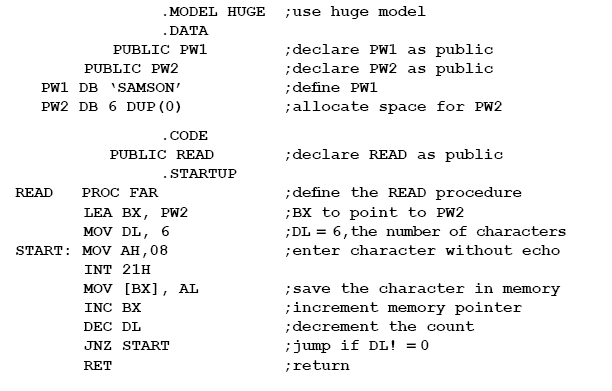 .MODEL HUGE ;use huge model
.DATA
PUBLIC PW1 ;declare PW1 as public
PUBLIC PW2 ;declare PW2 as public
PW1 DB ‘SAMSON’ ;define PW1
PW2 DB 6 DUP(0) ;allocate space for PW2
.CODE
PUBLIC READ ;declare READ as public
.STARTUP
READ PROC FAR ;define the READ procedure
LEA BX, PW2 ;BX to point to PW2
MOV DL, 6 ;DL = 6,the number of characters
START: MOV AH,08 ;enter character without echo
INT 21H
MOV [BX], AL ;save the character in memory
INC BX ;increment memory pointer
DEC DL ;decrement the count
JNZ START ;jump if DL! = 0
RET ;return